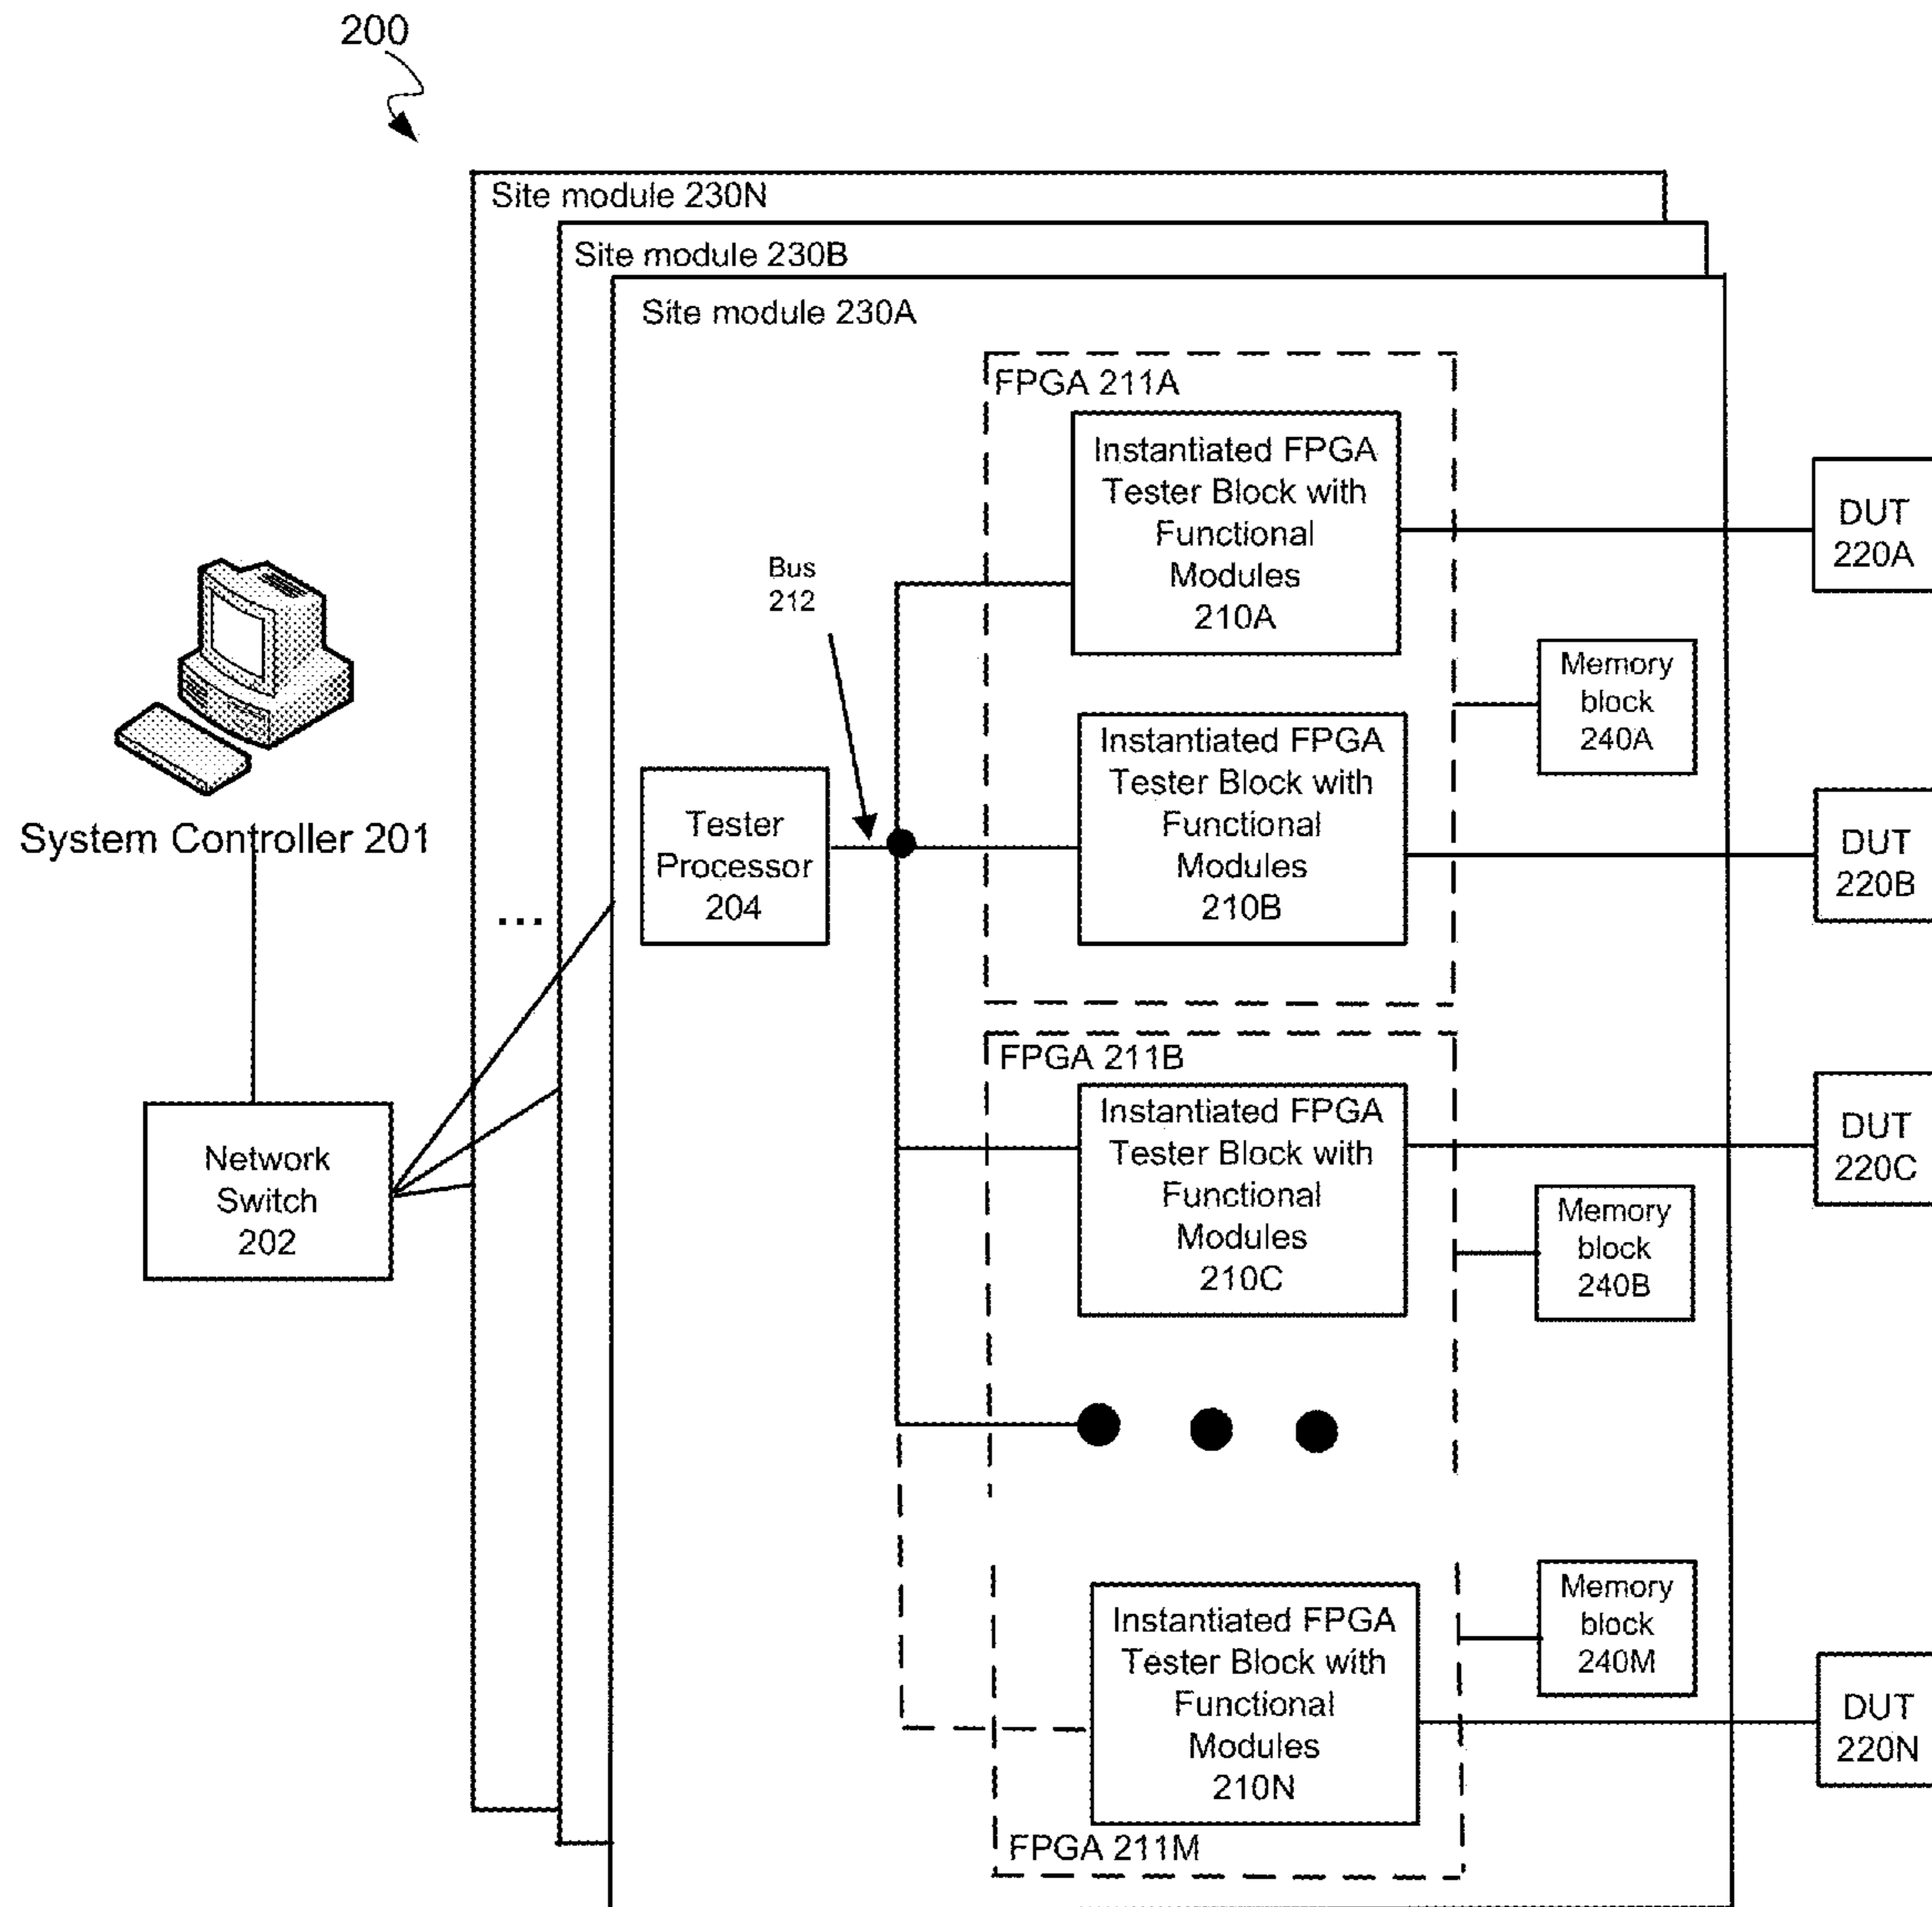 200
Site module 230N
Site module 230B
Site module 230A
FPGA 211A
Instantiated FPGA
Tester Block with
Functional
Modules
210A
DUT
220A
Bus
212
Memory
block
240A
Instantiated FPGA
Tester Block with
Functional
Modules
210B
DUT
220B
Tester
Processor
204
System Controller 201
...
Network
Switch
202
FPGA 211B
Instantiated FPGA
Tester Block with
Functional
Modules
210C
DUT
220C
Memory
block
240B
Memory
block
240M
Instantiated FPGA
Tester Block with
Functional
Modules
210N
DUT
220N
FPGA 211M